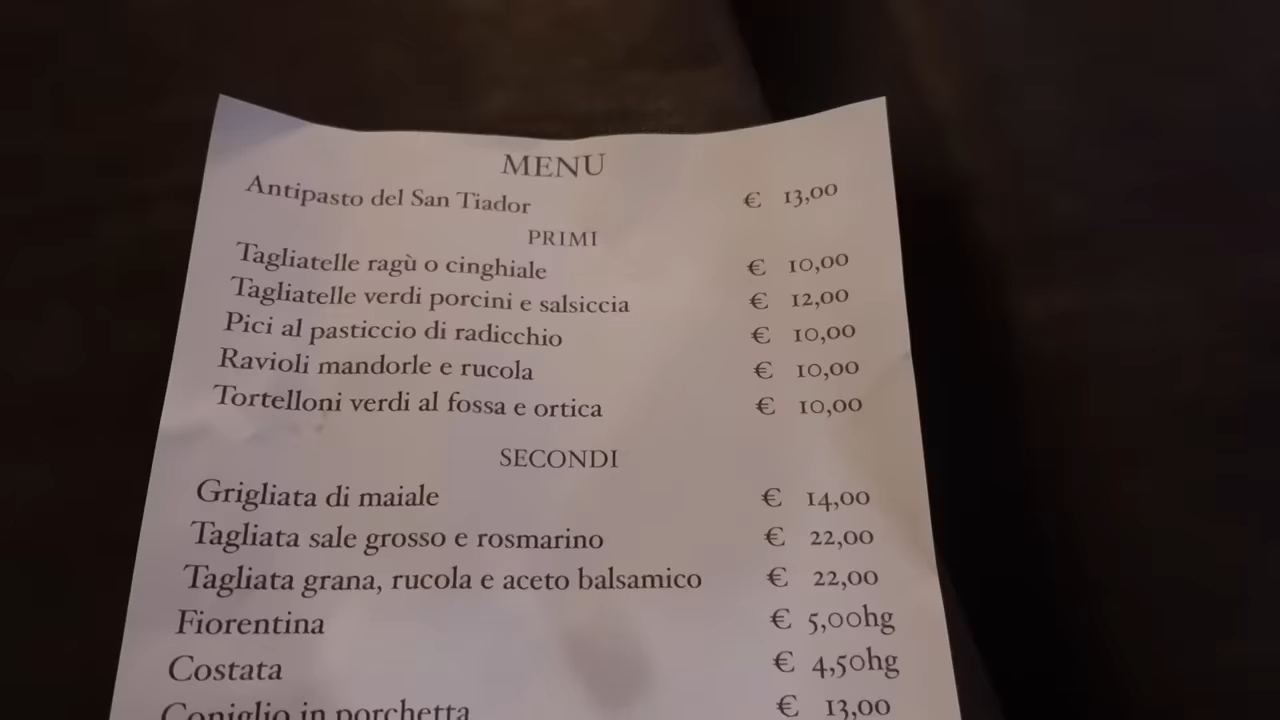 MENU
Antipasto del San Tiador € 13,00
PRIMI
Tagliatelle ragù o cinghiale € 10,00
Tagliatelle verdi porcini e salsiccia € 12,00
Pici al pasticcio di radicchio € 10,00
Ravioli mandorle e rucola € 10,00
Tortelloni verdi al fossa e ortica € 10,00
SECONDI
Grigliata di maiale € 14,00
Tagliata sale grosso e rosmarino € 22,00
Tagliata grana, rucola e aceto balsamico € 22,00
Fiorentina € 5,00hg
Costata € 4,50hg
Coniglio in porchetta € 13,00